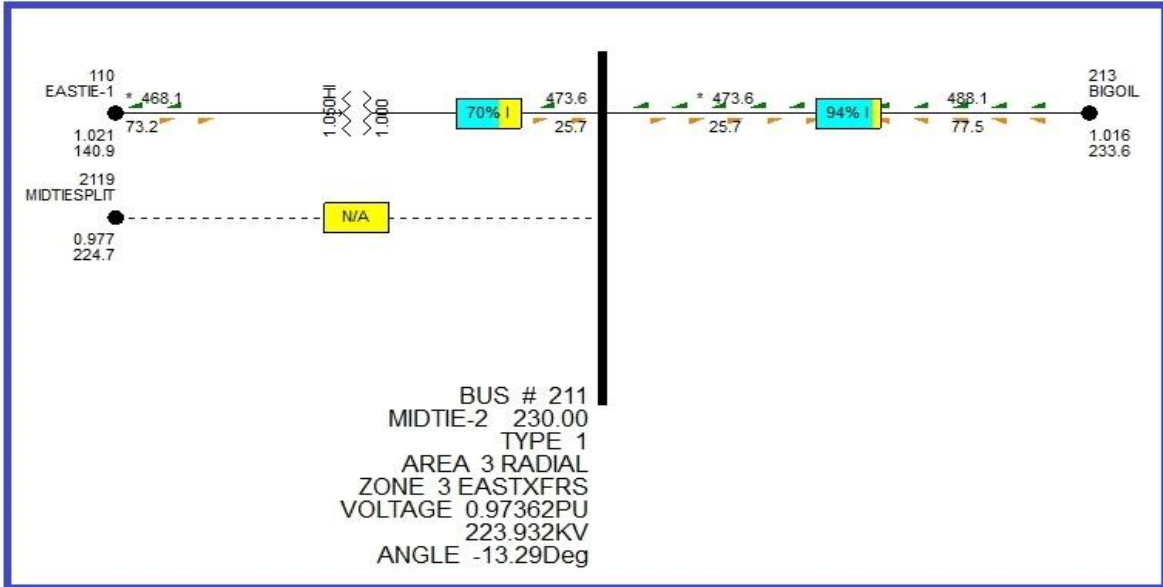 110
EASTIE-1
* 468.1
73.2
1.021
140.9
1.050HI
1.000
70% I
473.6
25.7
* 473.6
25.7
94% I
488.1
77.5
213
BIGOIL
1.016
233.6
2119
MIDTIESPLIT
0.977
224.7
N/A
BUS # 211
MIDTIE-2 230.00
TYPE 1
AREA 3 RADIAL
ZONE 3 EASTXFRS
VOLTAGE 0.97362PU
223.932KV
ANGLE -13.29Deg